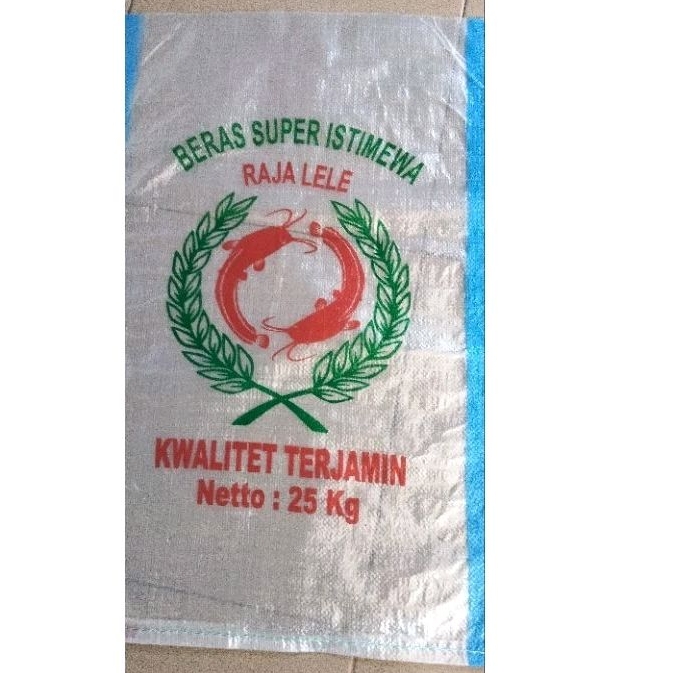 BERAS SUPER ISTIMEWA
RAJA LELE
KWALITET TERJAMIN
Netto : 25 Kg